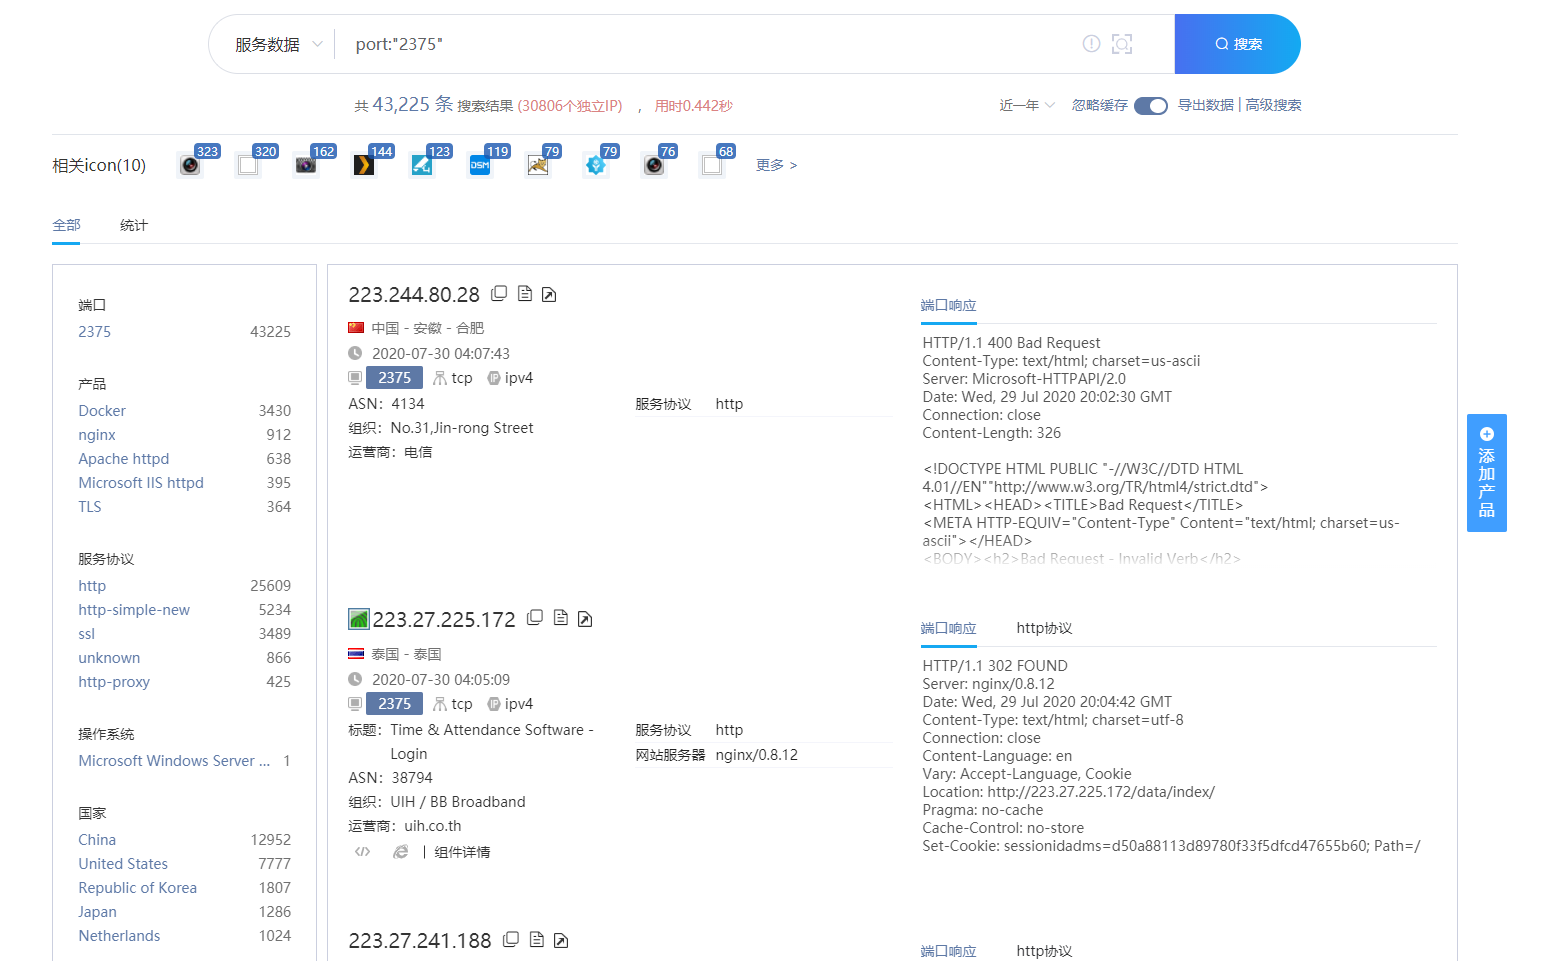 服务数据
port:"2375"
搜索
共 43,225 条 搜索结果 (30806个独立IP) ， 用时0.442秒
近一年
忽略缓存
导出数据 | 高级搜索
相关icon(10)
323
320
162
144
123
119
79
79
76
68
DSM
更多 >
全部
统计
端口
2375 43225
产品
Docker 3430
nginx 912
Apache httpd 638
Microsoft IIS httpd 395
TLS 364
服务协议
http 25609
http-simple-new 5234
ssl 3489
unknown 866
http-proxy 425
操作系统
Microsoft Windows Server ... 1
国家
China 12952
United States 7777
Republic of Korea 1807
Japan 1286
Netherlands 1024
223.244.80.28
中国 - 安徽 - 合肥
2020-07-30 04:07:43
2375 tcp IP ipv4
ASN: 4134
组织: No.31,Jin-rong Street
运营商: 电信
服务协议 http
端口响应
HTTP/1.1 400 Bad Request
Content-Type: text/html; charset=us-ascii
Server: Microsoft-HTTPAPI/2.0
Date: Wed, 29 Jul 2020 20:02:30 GMT
Connection: close
Content-Length: 326
<!DOCTYPE HTML PUBLIC "-//W3C//DTD HTML
4.01//EN""http://www.w3.org/TR/html4/strict.dtd">
<HTML><HEAD><TITLE>Bad Request</TITLE>
<META HTTP-EQUIV="Content-Type" Content="text/html; charset=us-
ascii"></HEAD>
<BODY><h2>Bad Request - Invalid Verb</h2>
223.27.225.172
泰国 - 泰国
2020-07-30 04:05:09
2375 tcp IP ipv4
标题: Time & Attendance Software -
Login
ASN: 38794
组织: UIH / BB Broadband
运营商: uih.co.th
</> | 组件详情
服务协议 http
网站服务器 nginx/0.8.12
端口响应 http协议
HTTP/1.1 302 FOUND
Server: nginx/0.8.12
Date: Wed, 29 Jul 2020 20:04:42 GMT
Content-Type: text/html; charset=utf-8
Connection: close
Content-Language: en
Vary: Accept-Language, Cookie
Location: http://223.27.225.172/data/index/
Pragma: no-cache
Cache-Control: no-store
Set-Cookie: sessionidadms=d50a88113d89780f33f5dfcd47655b60; Path=/
223.27.241.188
端口响应 http协议
添加产品